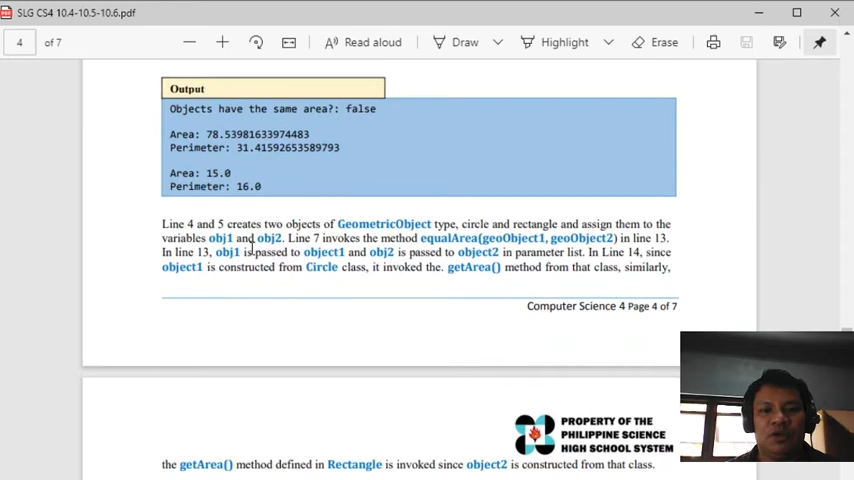 SLG CS4 10.4-10.5-10.6.pdf
4 of 7 Read aloud Draw Highlight Erase
Output
Objects have the same area?: false
Area: 78.53981633974483
Perimeter: 31.41592653589793
Area: 15.0
Perimeter: 16.0
Line 4 and 5 creates two objects of GeometricObject type, circle and rectangle and assign them to the
variables obj1 and obj2. Line 7 invokes the method equalArea(geoObject1, geoObject2) in line 13.
In line 13, obj1 is passed to object1 and obj2 is passed to object2 in parameter list. In Line 14, since
object1 is constructed from Circle class, it invoked the. getArea() method from that class, similarly,
Computer Science 4 Page 4 of 7
PROPERTY OF THE
PHILIPPINE SCIENCE
HIGH SCHOOL SYSTEM
the getArea() method defined in Rectangle is invoked since object2 is constructed from that class.